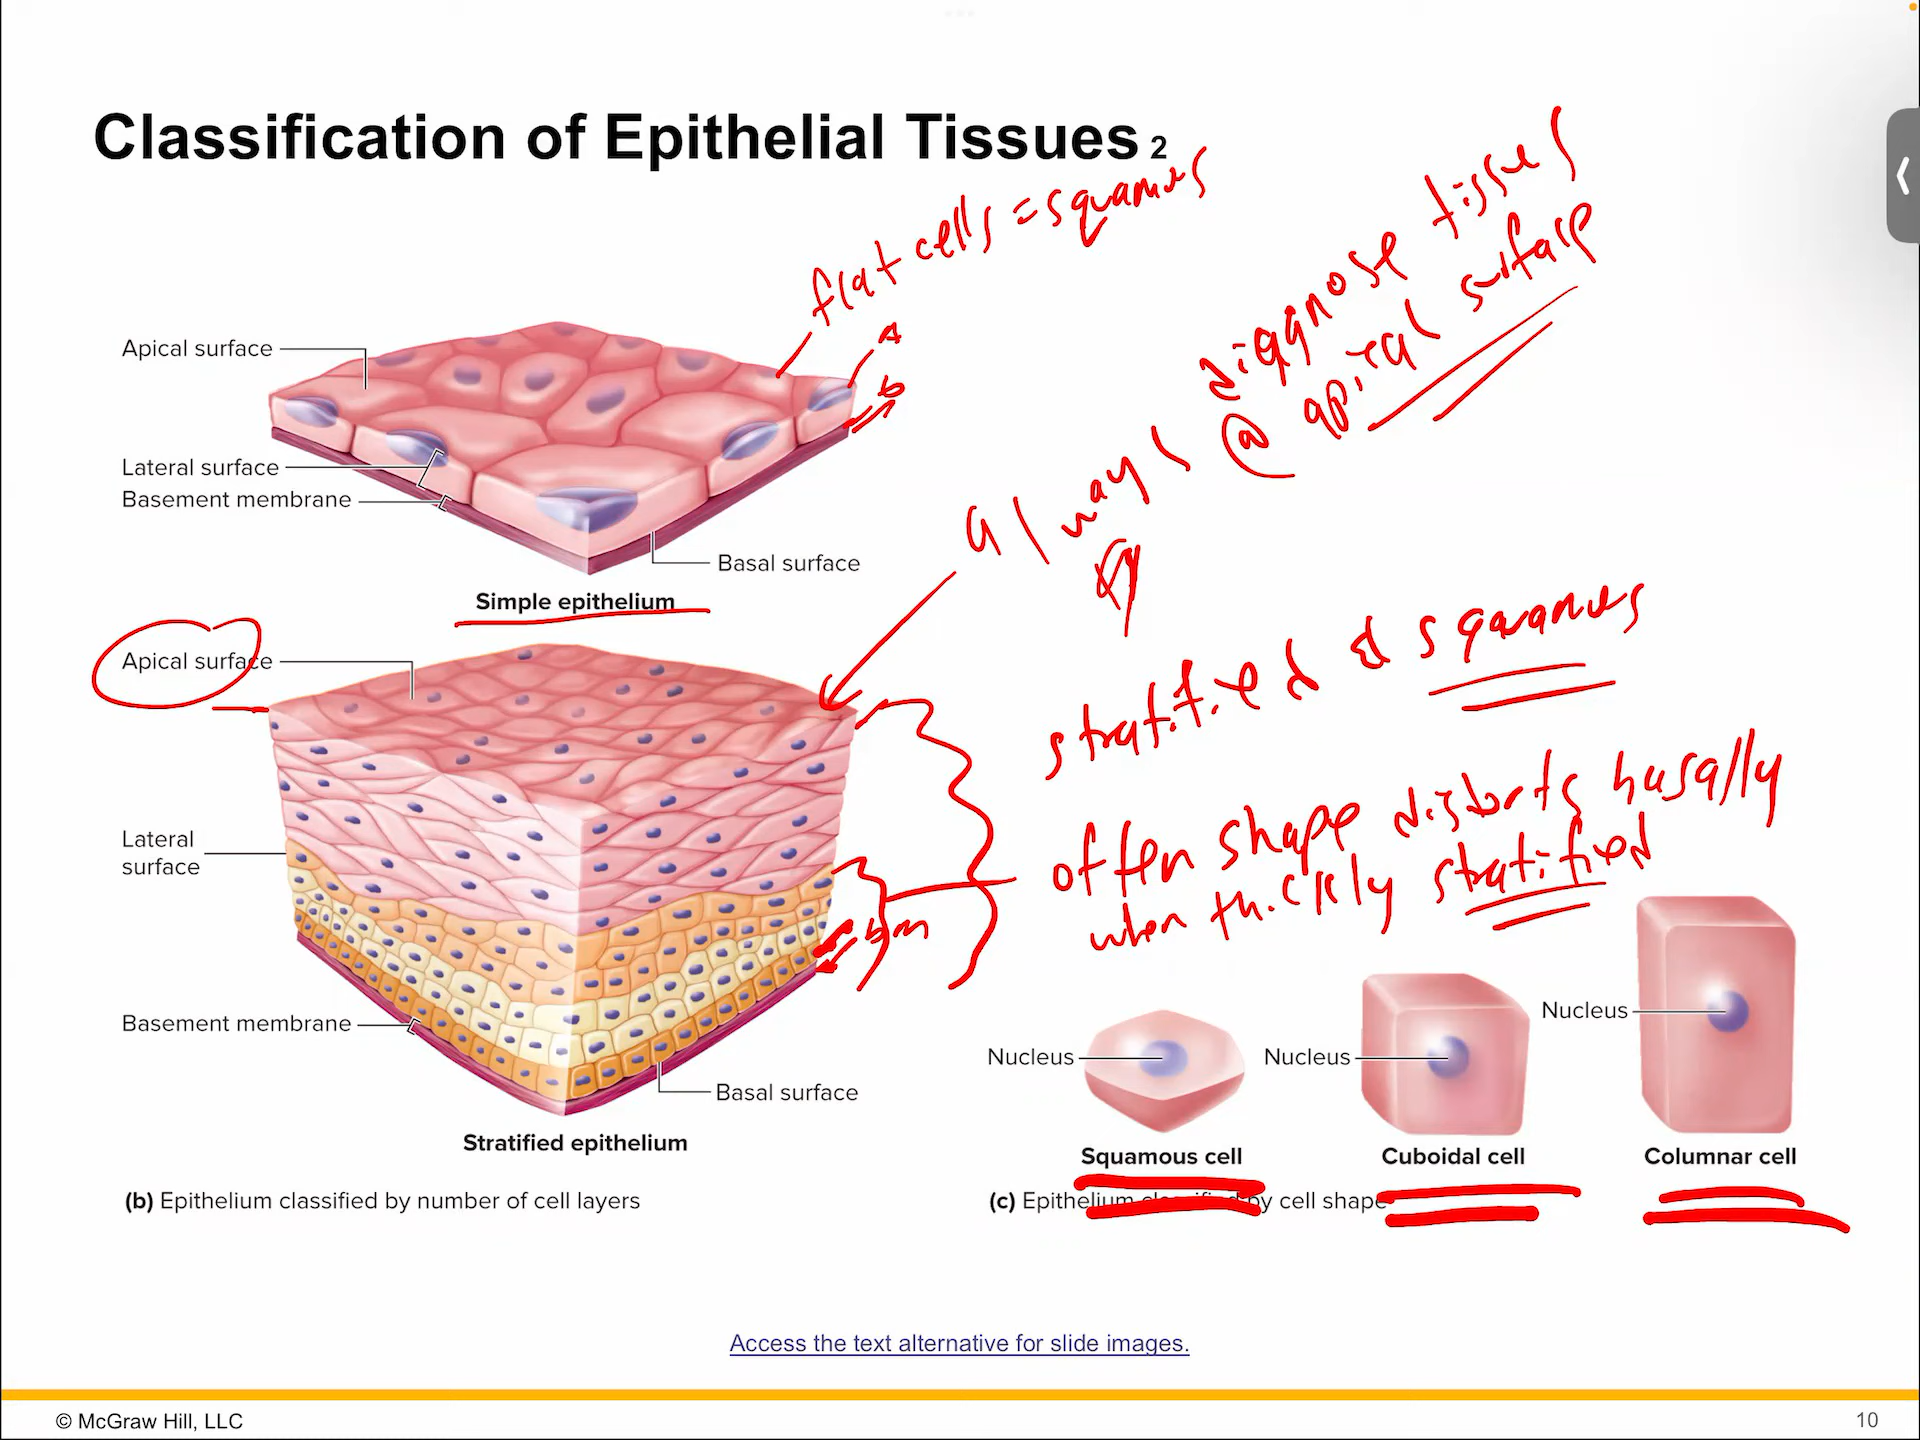 Classification of Epithelial Tissues 2
flat cells = squamous
Apical surface
a
b
Lateral surface
Basement membrane
Basal surface
Simple epithelium
always diagnose tissues
@ apical surface
Apical surface
stratified squamous
Lateral
surface
often shape distorts basally
when thickly stratified
bm
Basement membrane
Basal surface
Stratified epithelium
(b) Epithelium classified by number of cell layers
Nucleus
Nucleus
Nucleus
Squamous cell
Cuboidal cell
Columnar cell
(c) Epithelium classified by cell shape
Access the text alternative for slide images.
© McGraw Hill, LLC
10